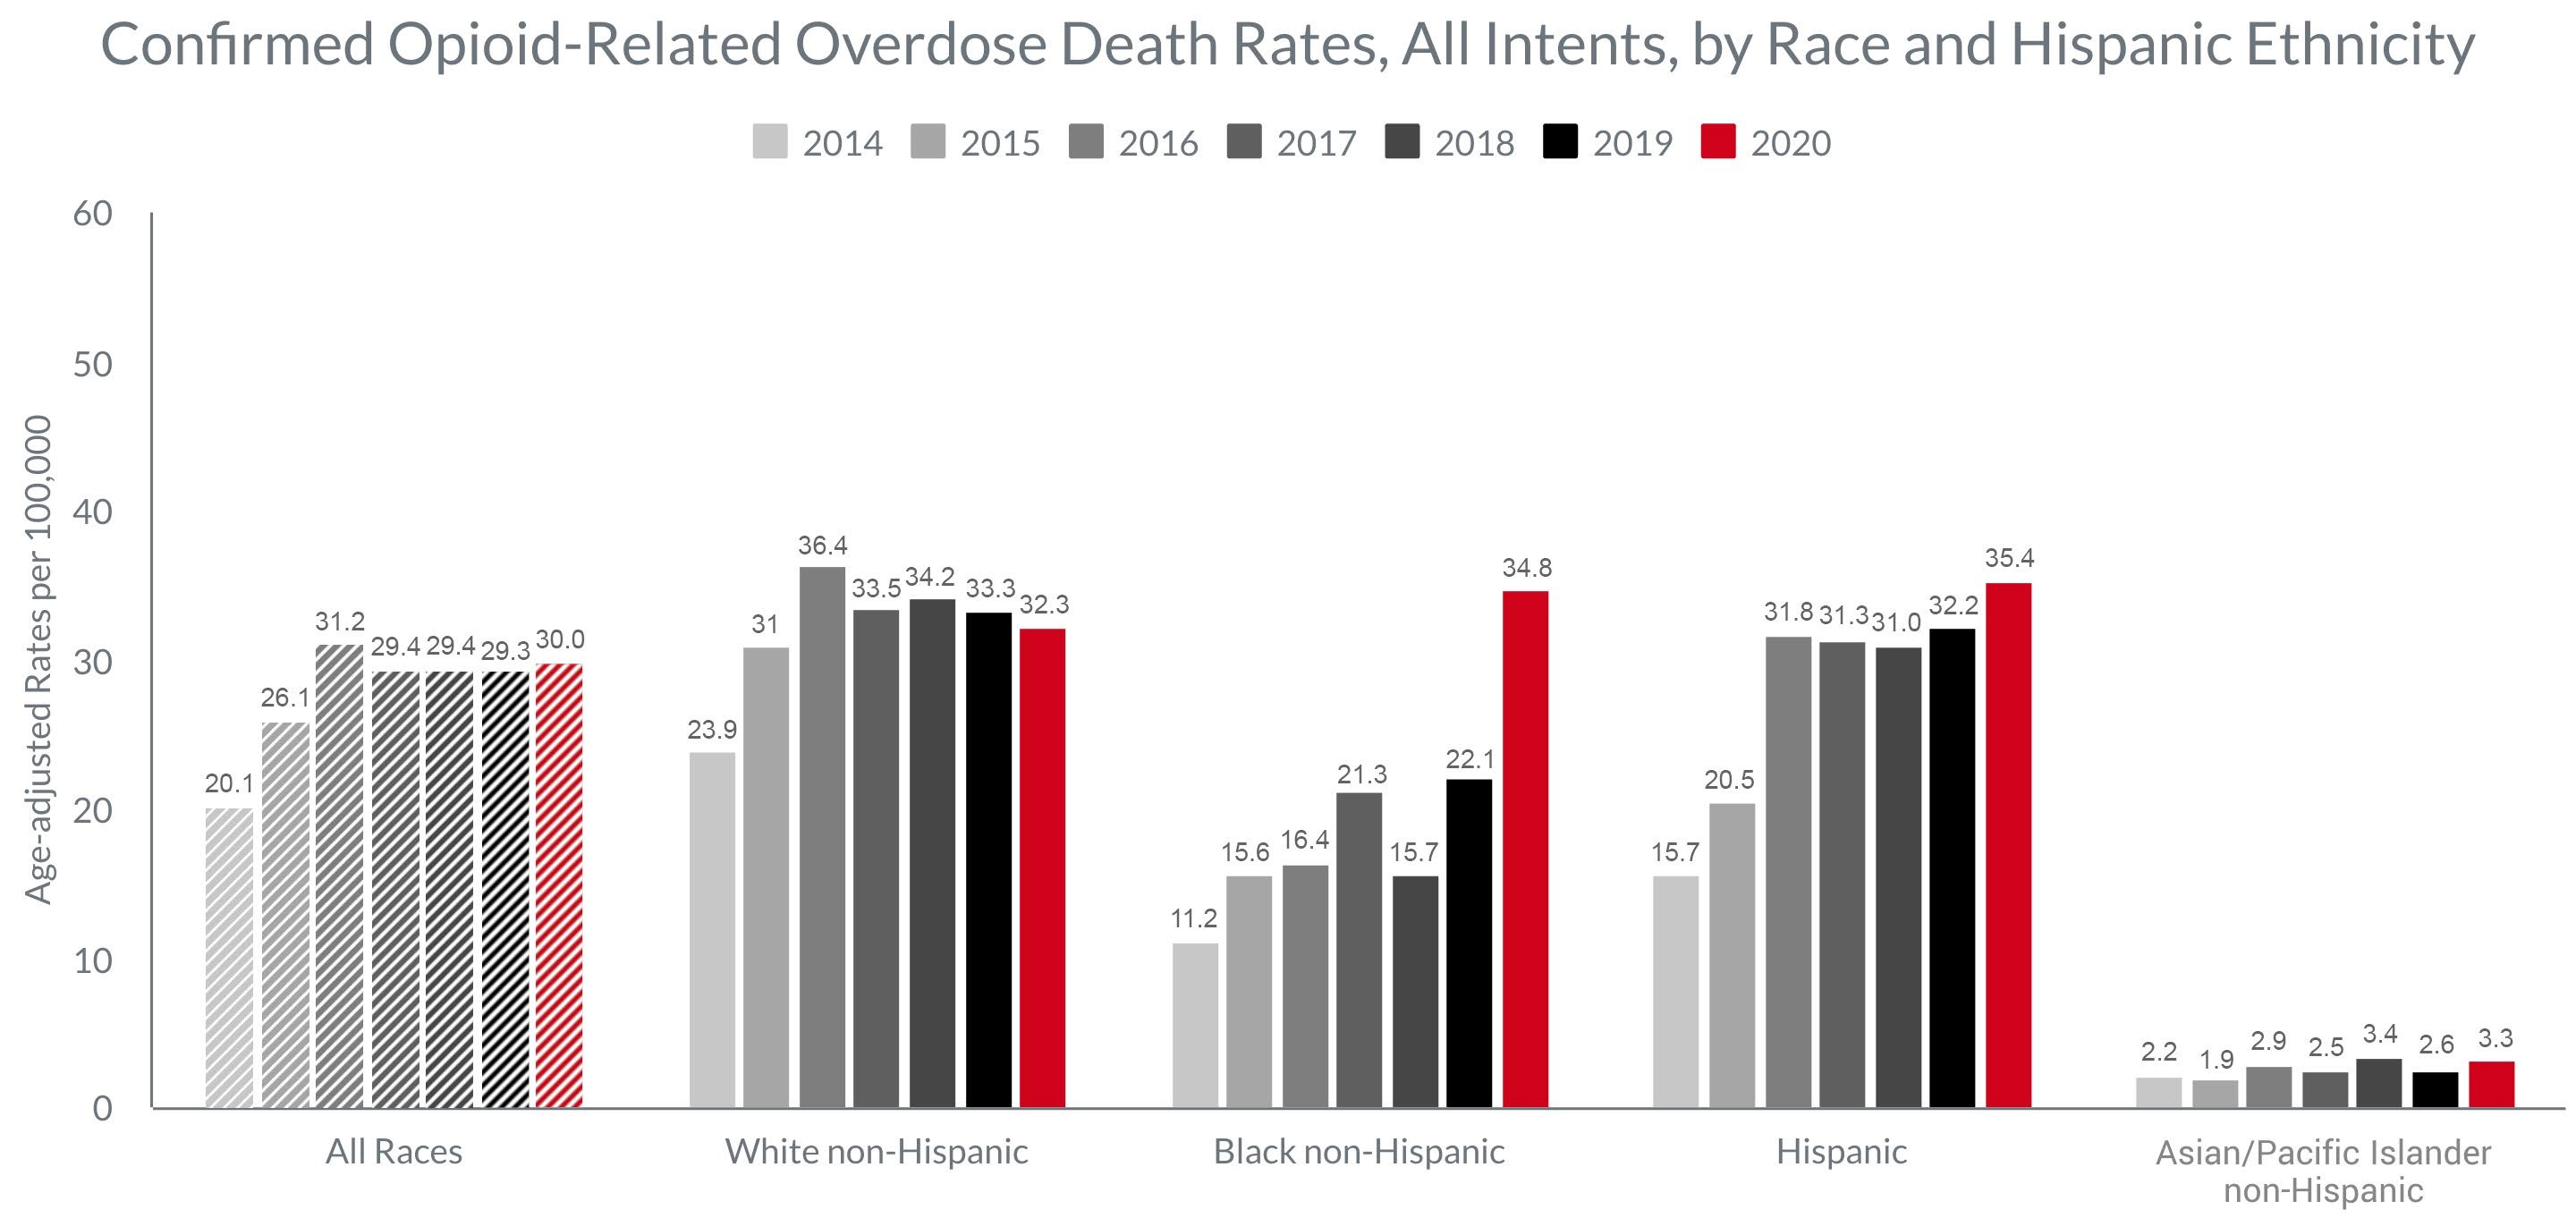 Confirmed Opioid-Related Overdose Death Rates, All Intents, by Race and Hispanic Ethnicity
2014 2015 2016 2017 2018 2019 2020
Age-adjusted Rates per 100,000
60
50
40
30
20
10
0
20.1 26.1 31.2 29.4 29.4 29.3 30.0
23.9 31 36.4 33.5 34.2 33.3 32.3
11.2 15.6 16.4 21.3 15.7 22.1 34.8
15.7 20.5 31.8 31.3 31.0 32.2 35.4
2.2 1.9 2.9 2.5 3.4 2.6 3.3
All Races
White non-Hispanic
Black non-Hispanic
Hispanic
Asian/Pacific Islander
non-Hispanic